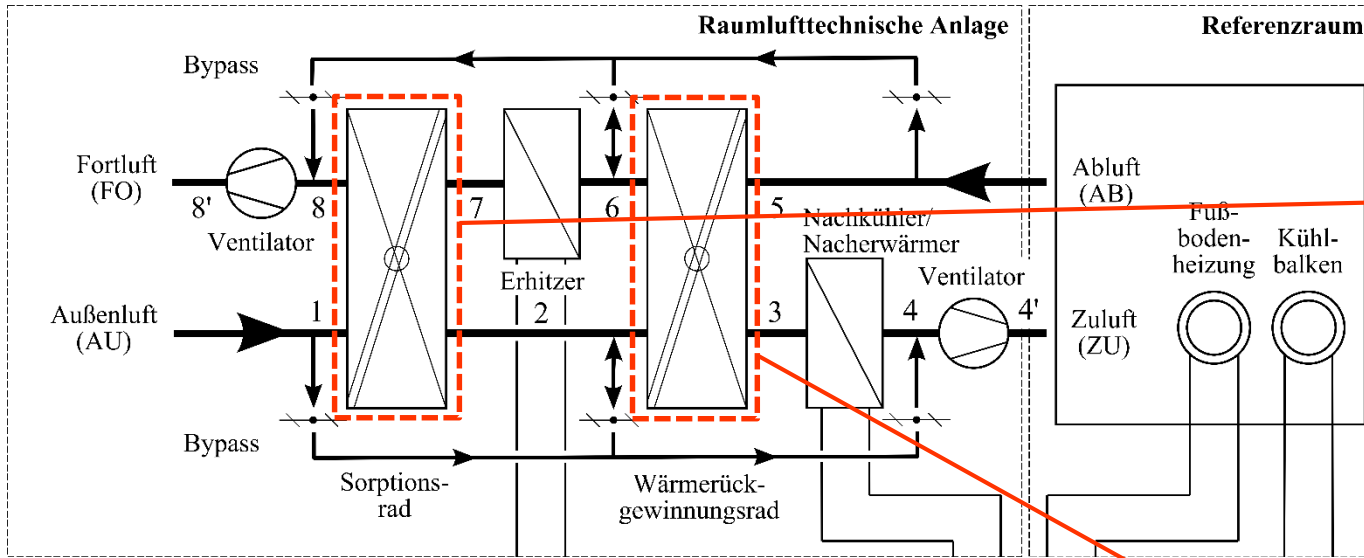 Raumlufttechnische Anlage
Referenzraum
Bypass
Fortluft
(FO)
8'
8
Ventilator
7
Erhitzer
6
5
Abluft
(AB)
Nachkühler/
Nacherwärmer
Fuß-
boden-
heizung
Kühl-
balken
Außenluft
(AU)
1
2
3
4
Ventilator
4'
Zuluft
(ZU)
Bypass
Sorptions-
rad
Wärmerück-
gewinnungsrad